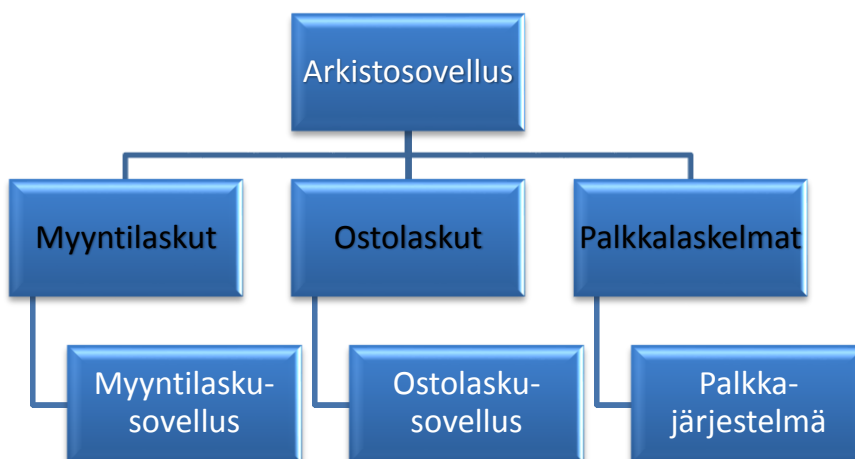 Arkistosovellus
Myyntilaskut
Ostolaskut
Palkkalaskelmat
Myyntilasku-
sovellus
Ostolasku-
sovellus
Palkka-
järjestelmä